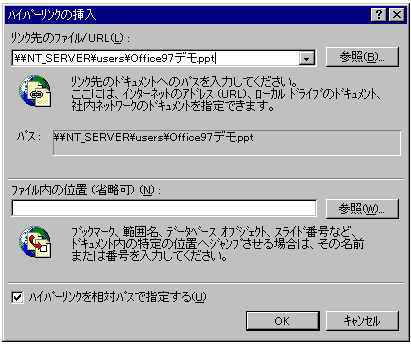 ハイパーリンクの挿入
リンク先のファイル/URL(L):
¥¥NT_SERVER¥users¥Office97デモ.ppt
参照(B)...
リンク先のドキュメントへのパスを入力してください。
ここには、インターネットのアドレス (URL)、ローカル ドライブのドキュメント、
社内ネットワークのドキュメントを指定できます。
パス: ¥¥NT_SERVER¥users¥Office97デモ.ppt
ファイル内の位置 (省略可) (N):
参照(W)...
ブックマーク、範囲名、データベース オブジェクト、スライド番号など、
ドキュメント内の特定の位置へジャンプさせる場合は、その名前
または番号を入力してください。
ハイパーリンクを相対パスで指定する(U)
OK
キャンセル